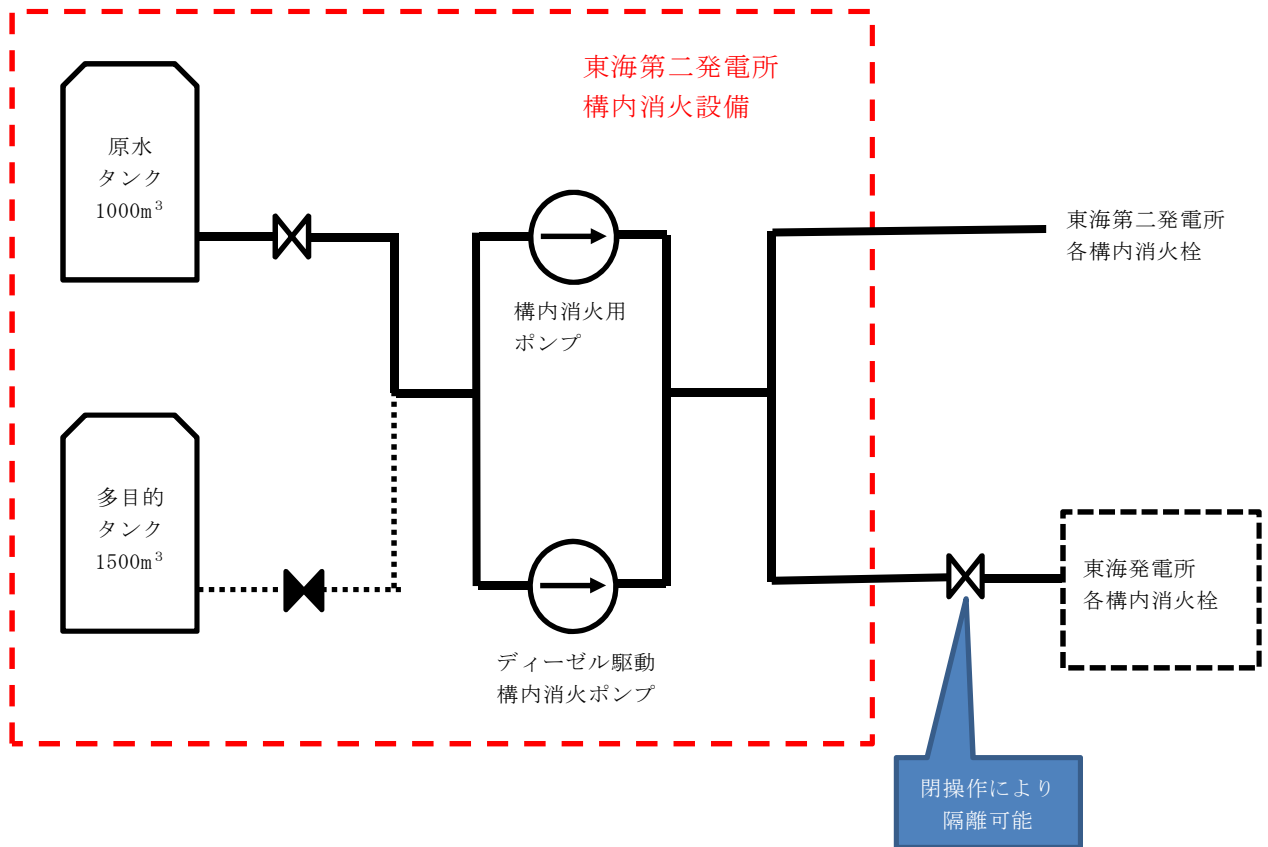 東海第二発電所
構内消火設備
原水
タンク
1000m³
構内消火用
ポンプ
東海第二発電所
各構内消火栓
多目的
タンク
1500m³
ディーゼル駆動
構内消火ポンプ
東海発電所
各構内消火栓
閉操作により
隔離可能